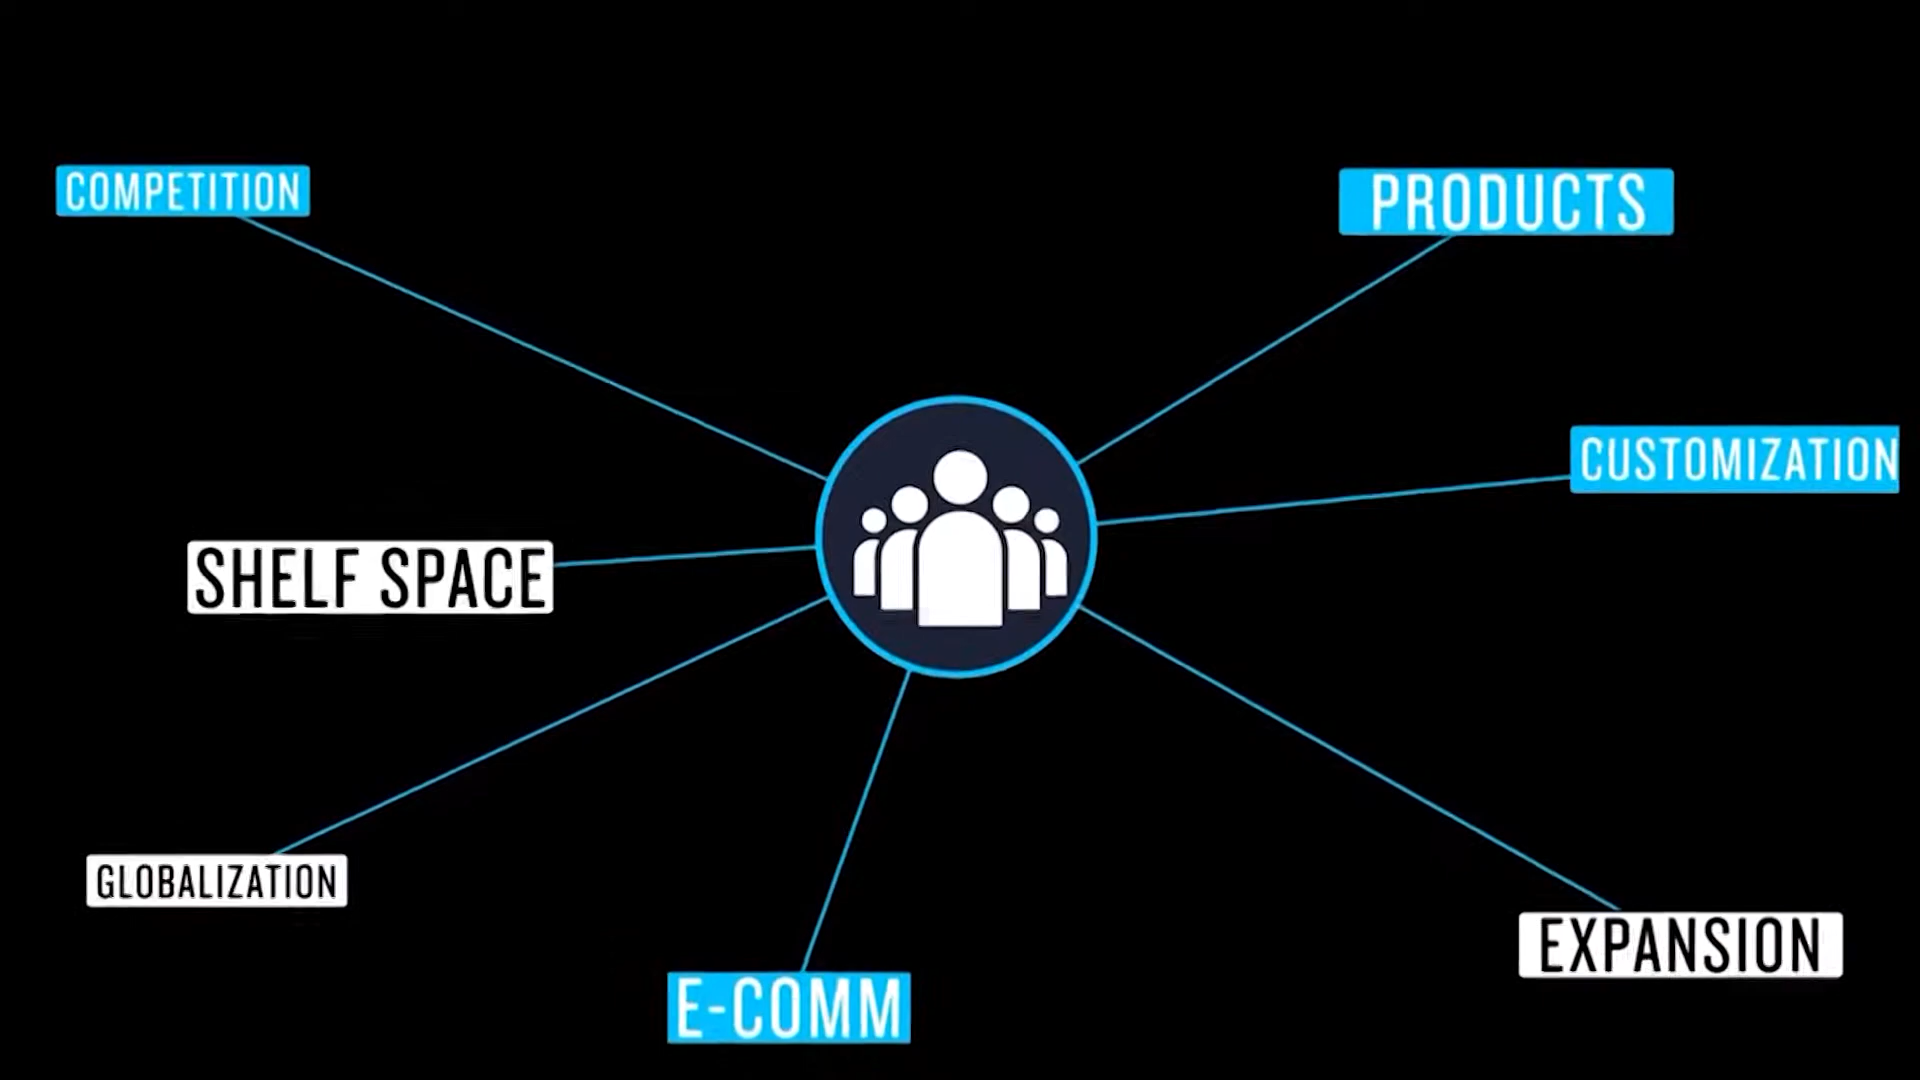 COMPETITION
PRODUCTS
CUSTOMIZATION
SHELF SPACE
GLOBALIZATION
EXPANSION
E-COMM